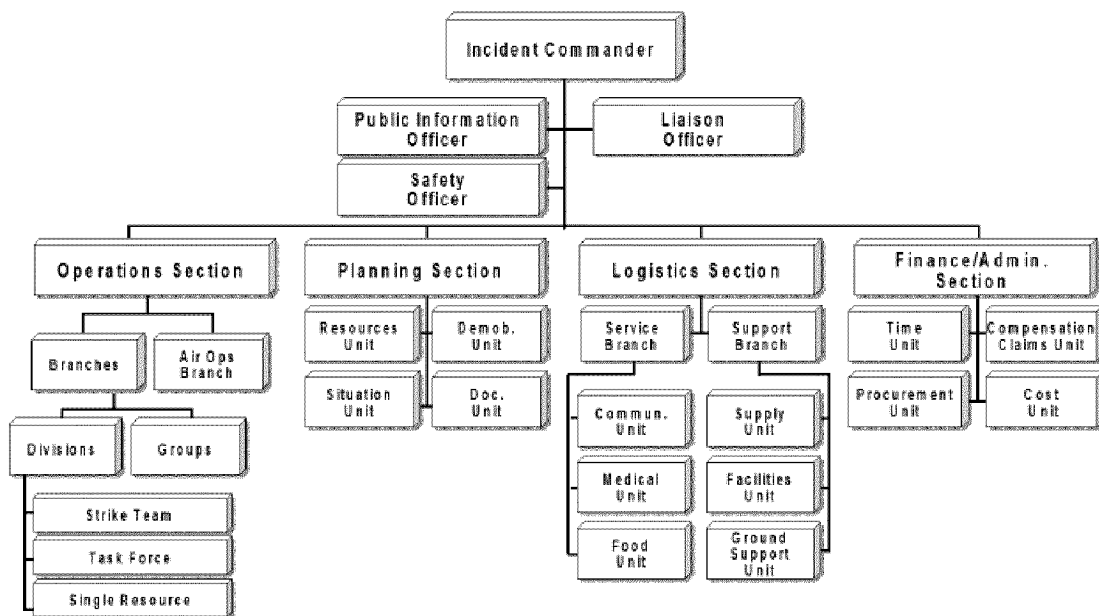 Incident Commander
Public Information
Officer
Liaison
Officer
Safety
Officer
Operations Section
Planning Section
Logistics Section
Finance/Admin.
Section
Branches
Air Ops
Branch
Resources
Unit
Demob.
Unit
Service
Branch
Support
Branch
Time
Unit
Compensation
Claims Unit
Situation
Unit
Doc.
Unit
Procurement
Unit
Cost
Unit
Divisions
Groups
Commun.
Unit
Supply
Unit
Medical
Unit
Facilities
Unit
Food
Unit
Ground
Support
Unit
Strike Team
Task Force
Single Resource